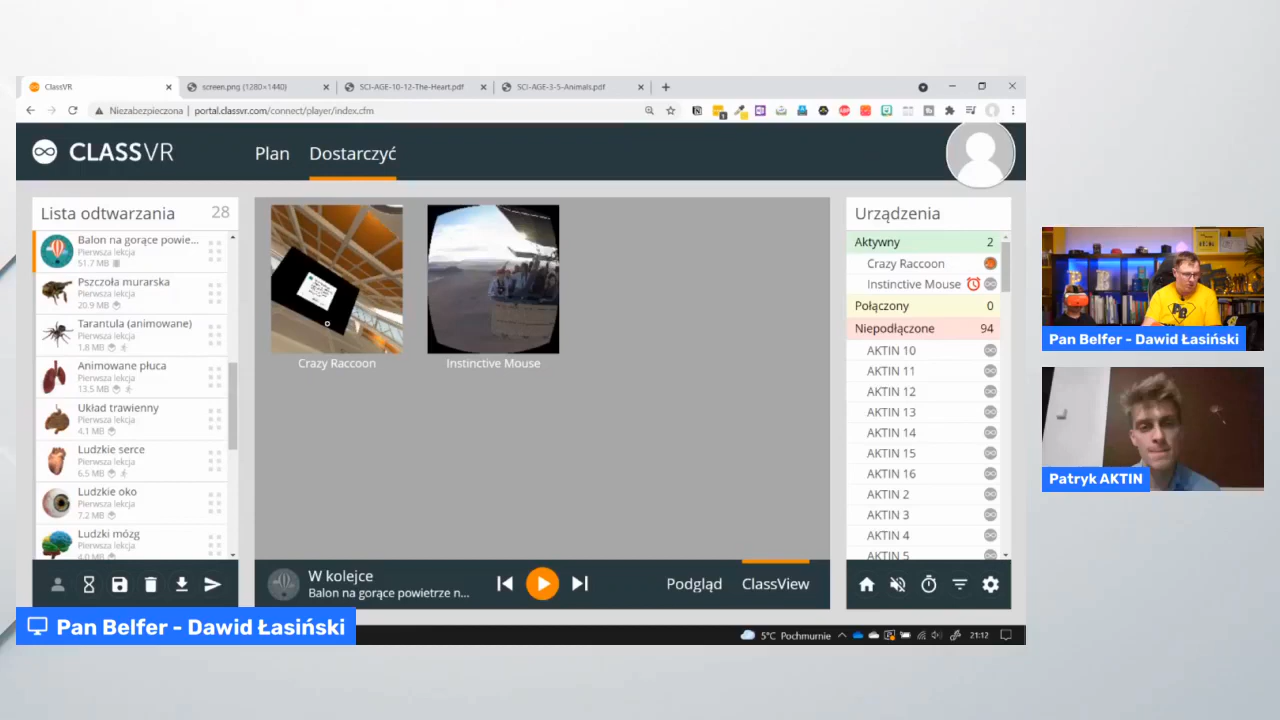 ClassVR
screen.png (1280×1440)
SCI-AGE-10-12-The-Heart.pdf
SCI-AGE-3-5-Animals.pdf
Niezabezpieczona | portal.classvr.com/connect/player/index.cfm
CLASSVR
Plan
Dostarczyć
Lista odtwarzania 28
Balon na gorące powie...
Pierwsza lekcja
51.7 MB
Pszczoła murarska
Pierwsza lekcja
20.9 MB
Tarantula (animowane)
Pierwsza lekcja
1.8 MB
Animowane płuca
Pierwsza lekcja
13.5 MB
Układ trawienny
Pierwsza lekcja
4.1 MB
Ludzkie serce
Pierwsza lekcja
6.5 MB
Ludzkie oko
Pierwsza lekcja
7.2 MB
Ludzki mózg
Pierwsza lekcja
4.0 MB
Crazy Raccoon
Instinctive Mouse
W kolejce
Balon na gorące powietrze n...
Podgląd
ClassView
Urządzenia
Aktywny 2
Crazy Raccoon
Instinctive Mouse
Połączony 0
Niepodłączone 94
AKTIN 10
AKTIN 11
AKTIN 12
AKTIN 13
AKTIN 14
AKTIN 15
AKTIN 16
AKTIN 2
AKTIN 3
AKTIN 4
AKTIN 5
5°C Pochmurnie
21:12
Pan Belfer - Dawid Łasiński
Pan Belfer - Dawid Łasiński
Patryk AKTIN